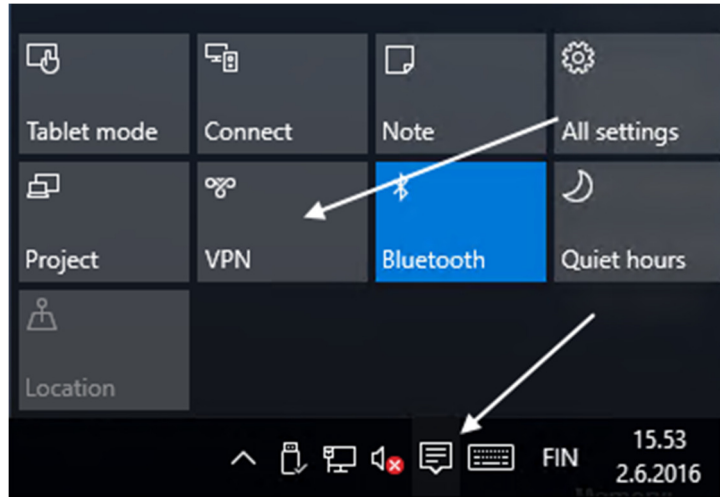 Tablet mode
Connect
Note
All settings
Project
VPN
Bluetooth
Quiet hours
Location
FIN
15.53
2.6.2016